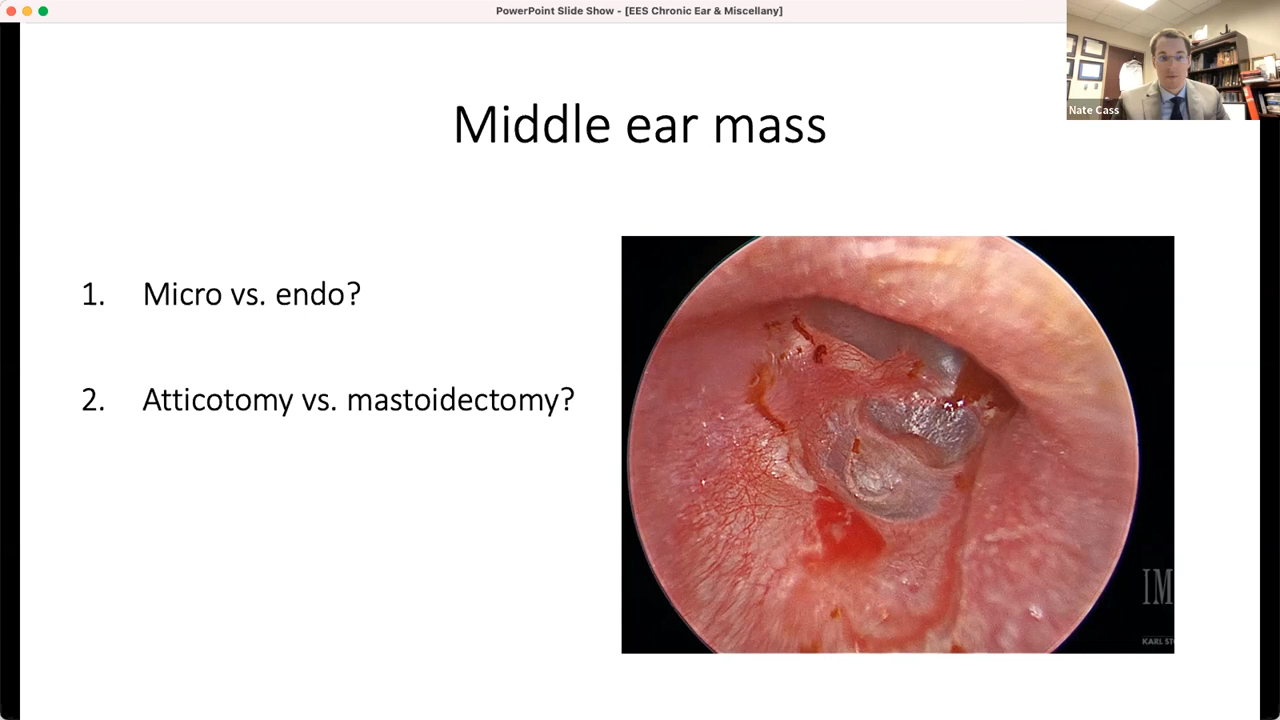 PowerPoint Slide Show - [EES Chronic Ear & Miscellany]
Nate Cass
Middle ear mass
1. Micro vs. endo?
2. Atticotomy vs. mastoidectomy?
IM
KARL ST